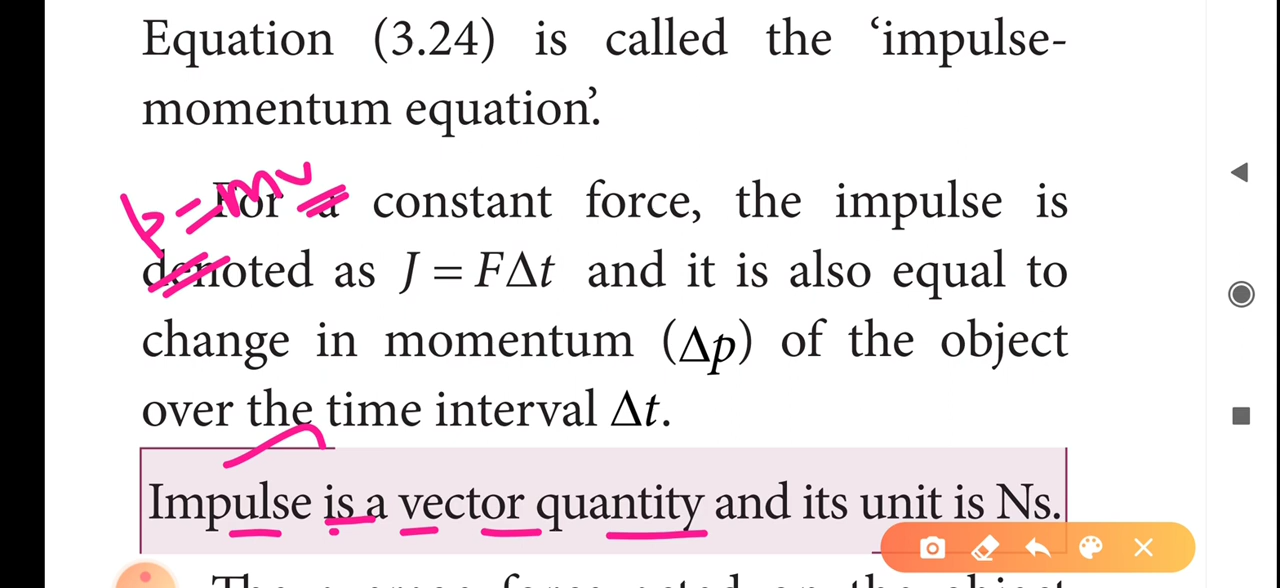 Equation (3.24) is called the ‘impulse-
momentum equation’.
p=mv
For a constant force, the impulse is
denoted as J = FΔt and it is also equal to
change in momentum (Δp) of the object
over the time interval Δt.
Impulse is a vector quantity and its unit is Ns.